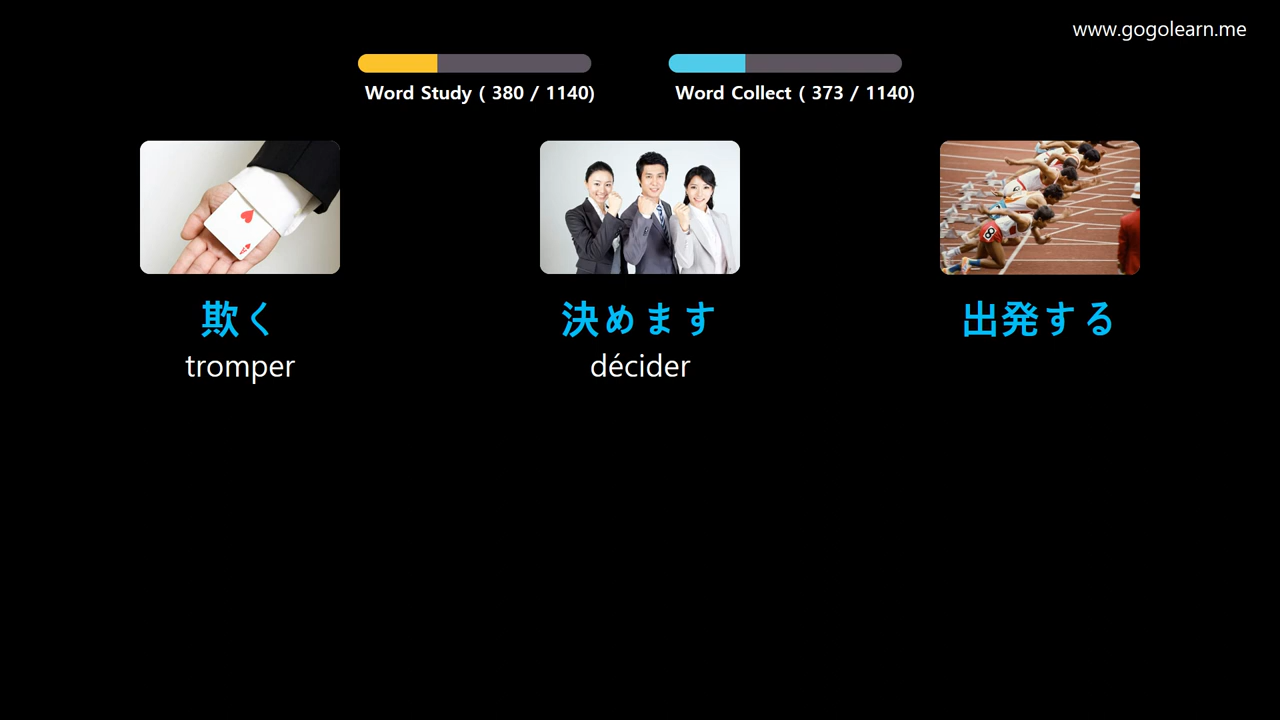 www.gogolearn.me
Word Study ( 380 / 1140)
Word Collect ( 373 / 1140)
欺く
決めます
出発する
tromper
décider